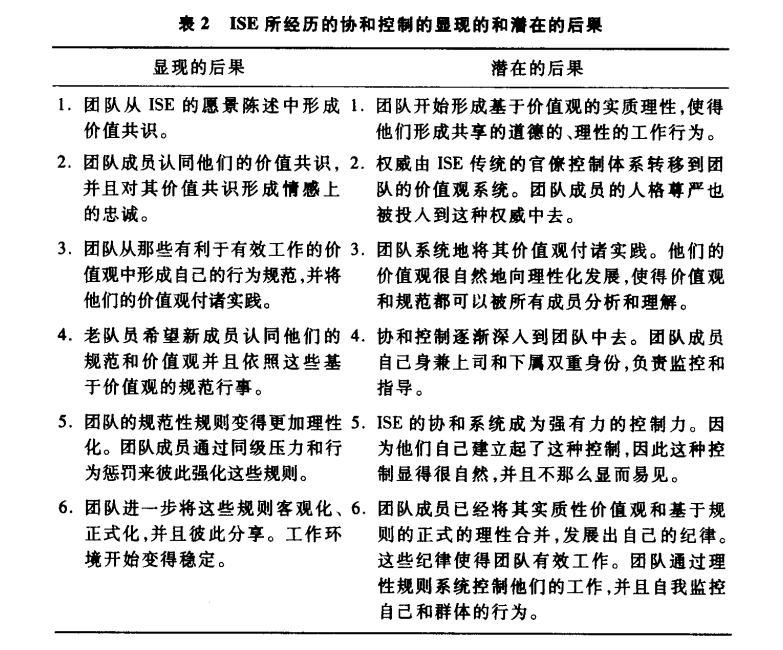 表 2 ISE 所经历的协和控制的显现的和潜在的后果
显现的后果
潜在的后果
1. 团队从 ISE 的愿景陈述中形成
价值共识。
1. 团队开始形成基于价值观的实质理性,使得
他们形成共享的道德的、理性的工作行为。
2. 团队成员认同他们的价值共识,
并且对其价值共识形成情感上
的忠诚。
2. 权威由 ISE 传统的官僚控制体系转移到团
队的价值观系统。团队成员的人格尊严也
被投入到这种权威中去。
3. 团队从那些有利于有效工作的价
值观中形成自己的行为规范,并将
他们的价值观付诸实践。
3. 团队系统地将其价值观付诸实践。他们的
价值观很自然地向理性化发展,使得价值观
和规范都可以被所有成员分析和理解。
4. 老队员希望新成员认同他们的
规范和价值观并且依照这些基
于价值观的规范行事。
4. 协和控制逐渐深入到团队中去。团队成员
自己身兼上司和下属双重身份,负责监控和
指导。
5. 团队的规范性规则变得更加理性
化。团队成员通过同级压力和行
为惩罚来彼此强化这些规则。
5. ISE 的协和系统成为强有力的控制力。因
为他们自己建立起了这种控制,因此这种控
制显得很自然,并且不那么显而易见。
6. 团队进一步将这些规则客观化、
正式化,并且彼此分享。工作环
境开始变得稳定。
6. 团队成员已经将其实质性价值观和基于规
则的正式的理性合并,发展出自己的纪律。
这些纪律使得团队有效工作。团队通过理
性规则系统控制他们的工作,并且自我监控
自己和群体的行为。